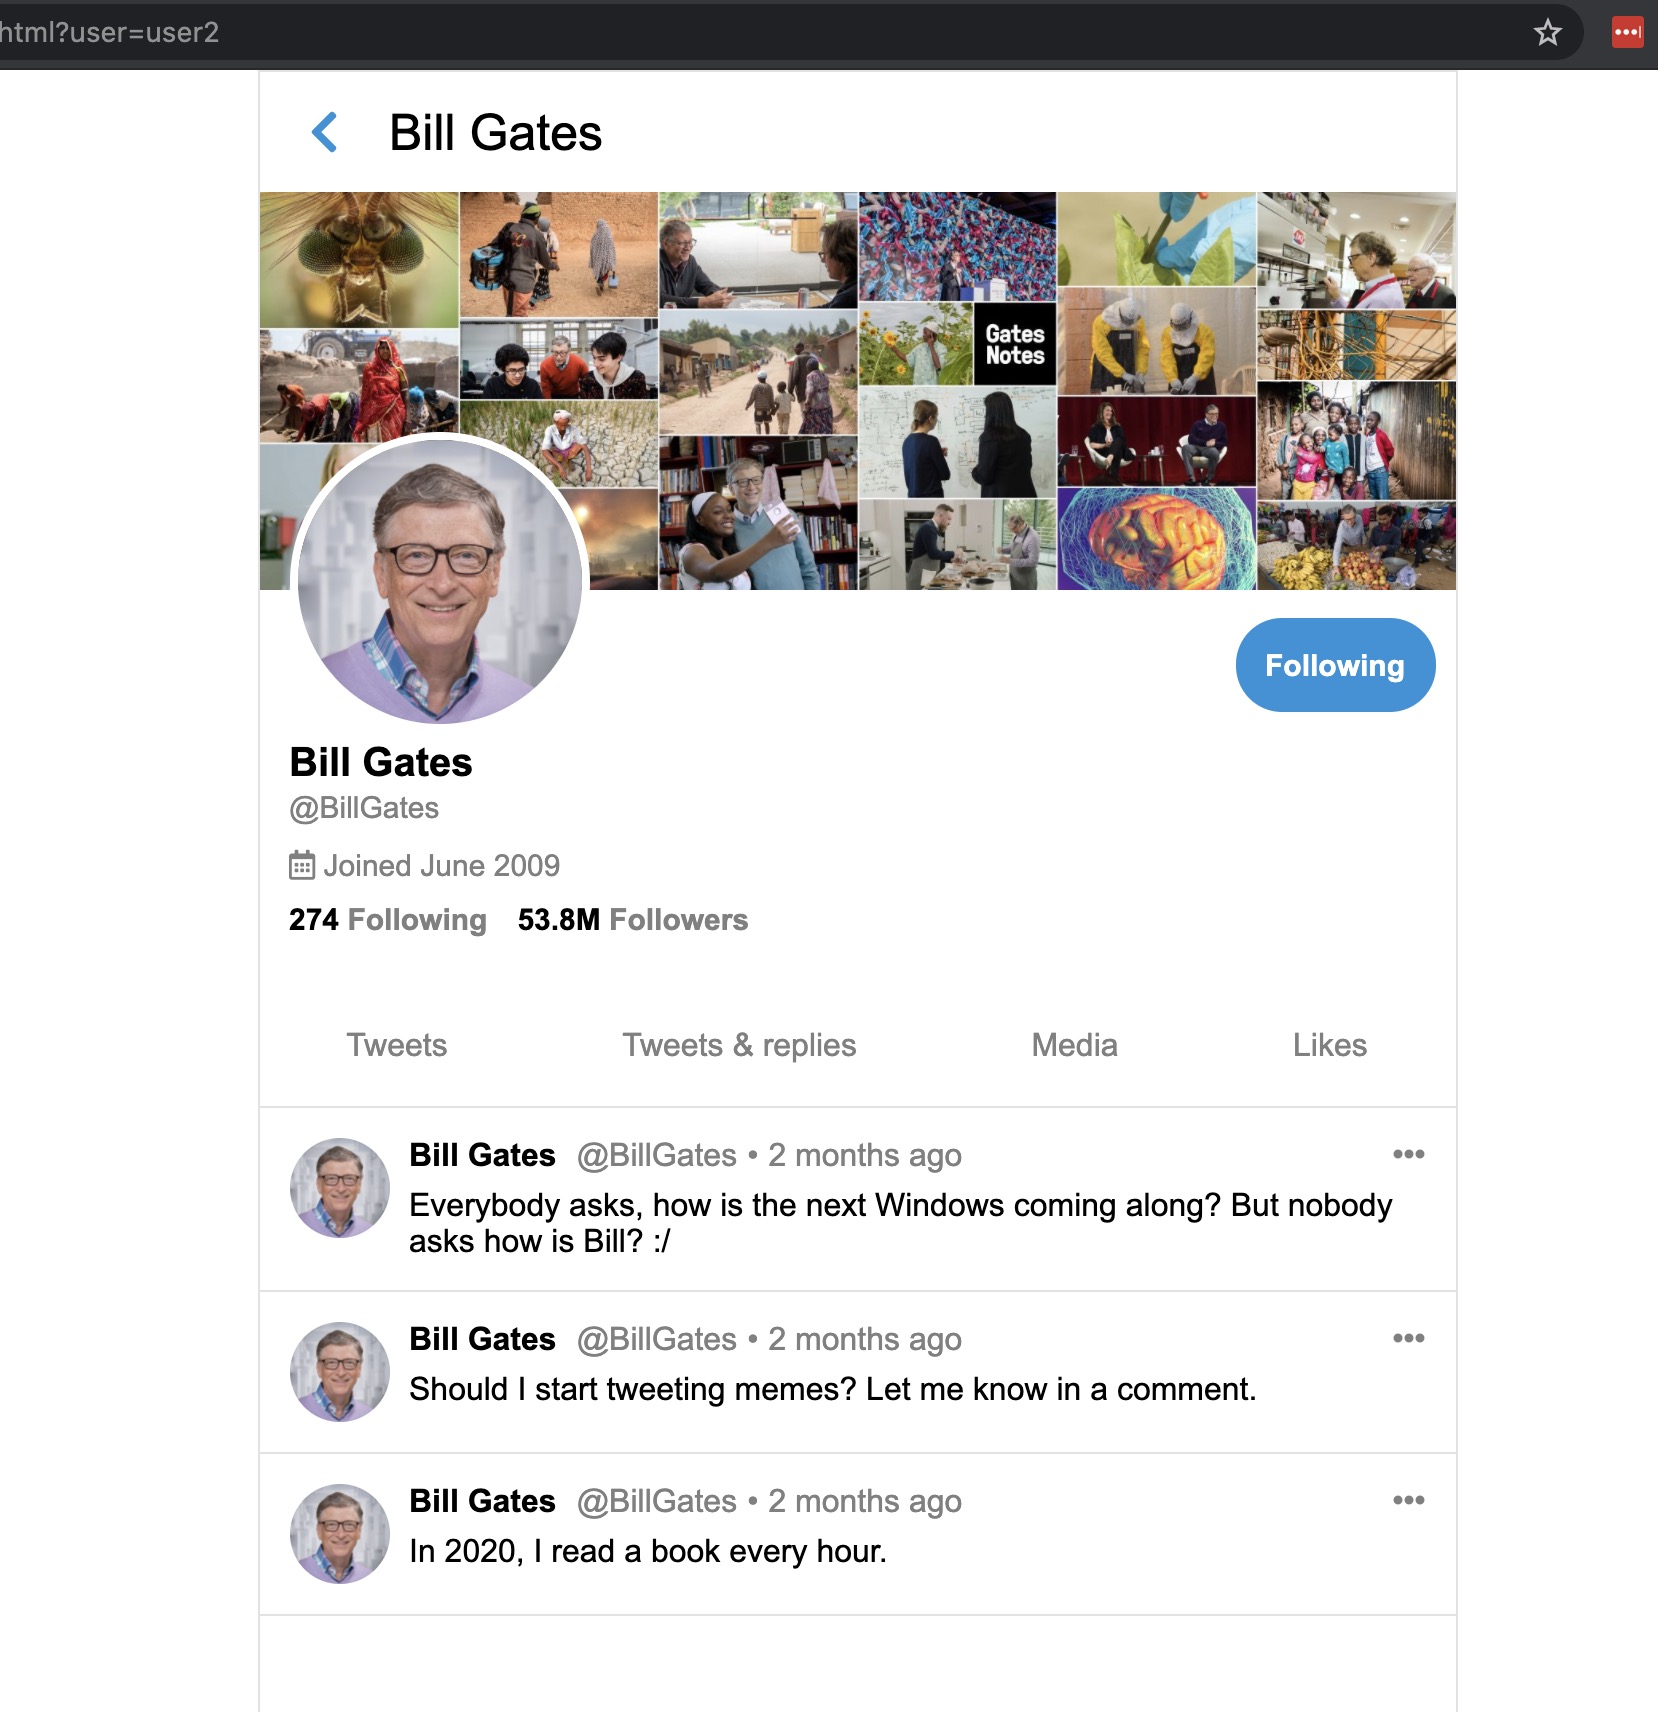 html?user=user2
Bill Gates
Gates
Notes
Following
Bill Gates
@BillGates
Joined June 2009
274 Following 53.8M Followers
Tweets Tweets & replies Media Likes
Bill Gates @BillGates • 2 months ago
Everybody asks, how is the next Windows coming along? But nobody
asks how is Bill? :/
Bill Gates @BillGates • 2 months ago
Should I start tweeting memes? Let me know in a comment.
Bill Gates @BillGates • 2 months ago
In 2020, I read a book every hour.